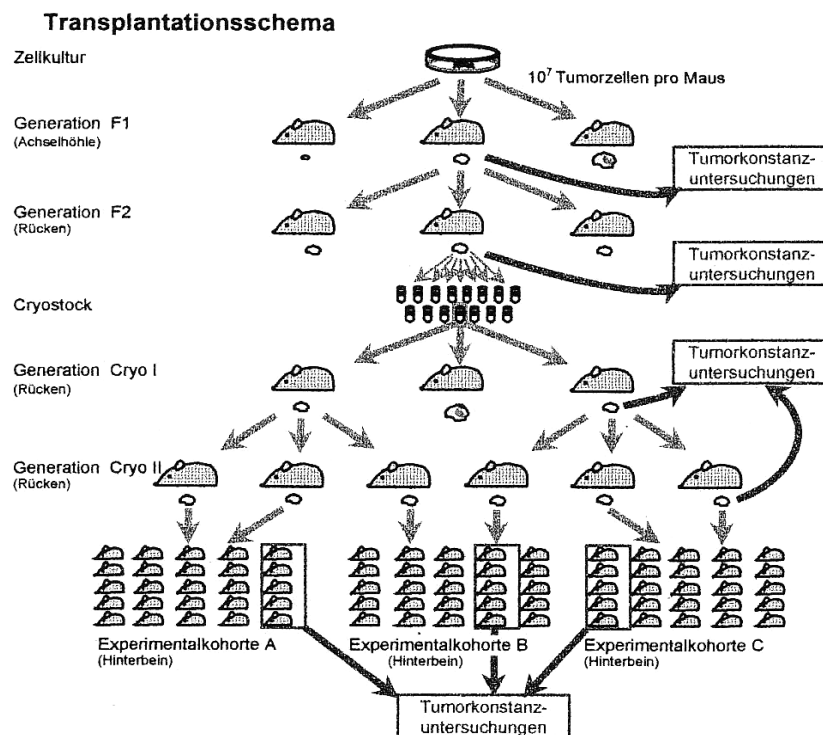 Transplantationsschema
Zellkultur
10⁷ Tumorzellen pro Maus
Generation F1
(Achselhöhle)
Tumorkonstanz-
untersuchungen
Generation F2
(Rücken)
Tumorkonstanz-
untersuchungen
Cryostock
Generation Cryo I
(Rücken)
Tumorkonstanz-
untersuchungen
Generation Cryo II
(Rücken)
Experimentalkohorte A
(Hinterbein)
Experimentalkohorte B
(Hinterbein)
Experimentalkohorte C
(Hinterbein)
Tumorkonstanz-
untersuchungen